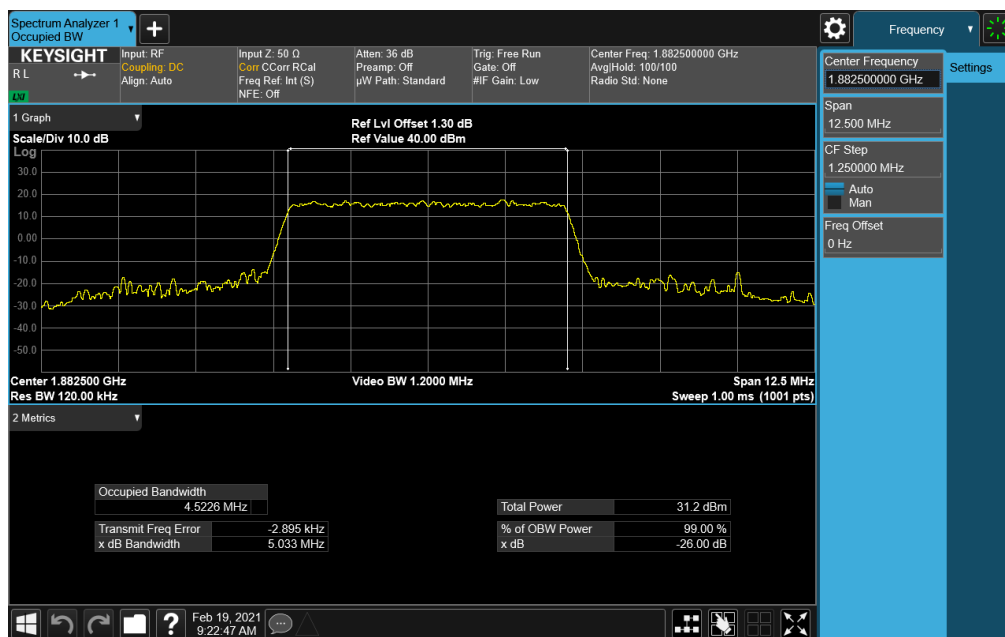 Spectrum Analyzer 1
Occupied BW
Frequency
KEYSIGHT
R L
LXI
Input: RF
Coupling: DC
Align: Auto
Input Z: 50 Ω
Corr CCorr RCal
Freq Ref: Int (S)
NFE: Off
Atten: 36 dB
Preamp: Off
µW Path: Standard
Trig: Free Run
Gate: Off
#IF Gain: Low
Center Freq: 1.882500000 GHz
Avg|Hold: 100/100
Radio Std: None
Center Frequency
1.882500000 GHz
Settings
Span
12.500 MHz
CF Step
1.250000 MHz
Auto
Man
Freq Offset
0 Hz
1 Graph
Scale/Div 10.0 dB
Ref Lvl Offset 1.30 dB
Ref Value 40.00 dBm
Log
30.0
20.0
10.0
0.00
-10.0
-20.0
-30.0
-40.0
-50.0
Center 1.882500 GHz
Video BW 1.2000 MHz
Span 12.5 MHz
Res BW 120.00 kHz
Sweep 1.00 ms (1001 pts)
2 Metrics
Occupied Bandwidth
4.5226 MHz
Total Power 31.2 dBm
Transmit Freq Error -2.895 kHz
% of OBW Power 99.00 %
x dB Bandwidth 5.033 MHz
x dB -26.00 dB
?
Feb 19, 2021
9:22:47 AM